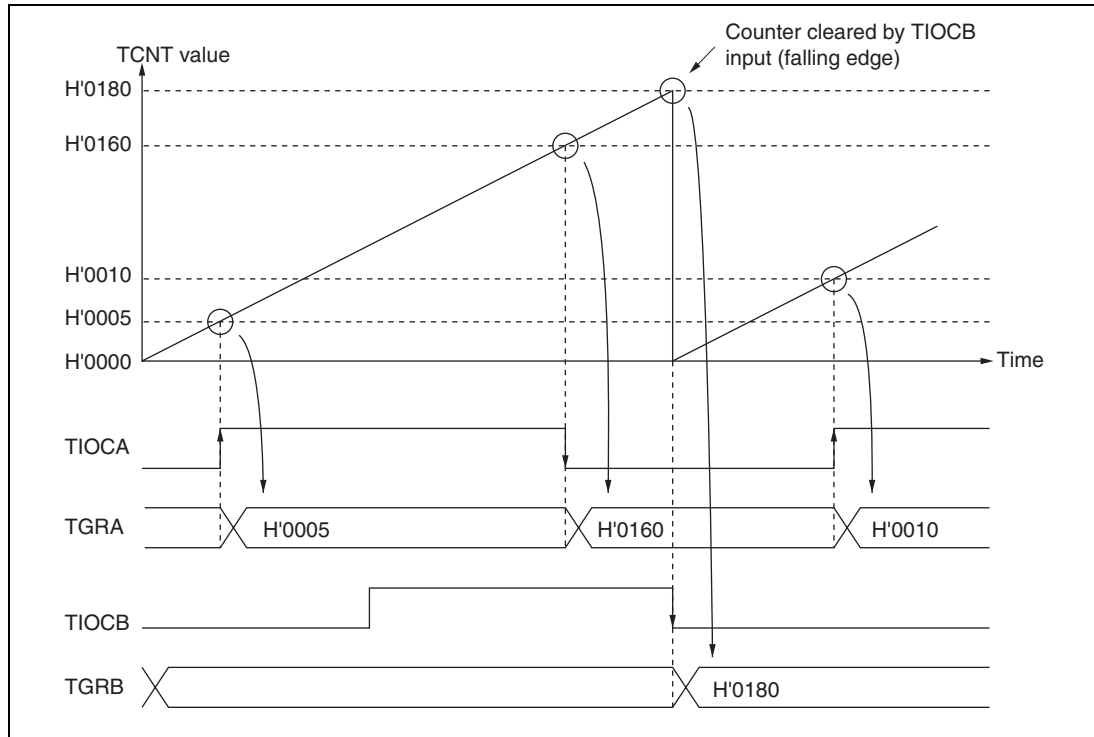 Counter cleared by TIOCB
input (falling edge)
TCNT value
H'0180
H'0160
H'0010
H'0005
H'0000
Time
TIOCA
TGRA
H'0005
H'0160
H'0010
TIOCB
TGRB
H'0180